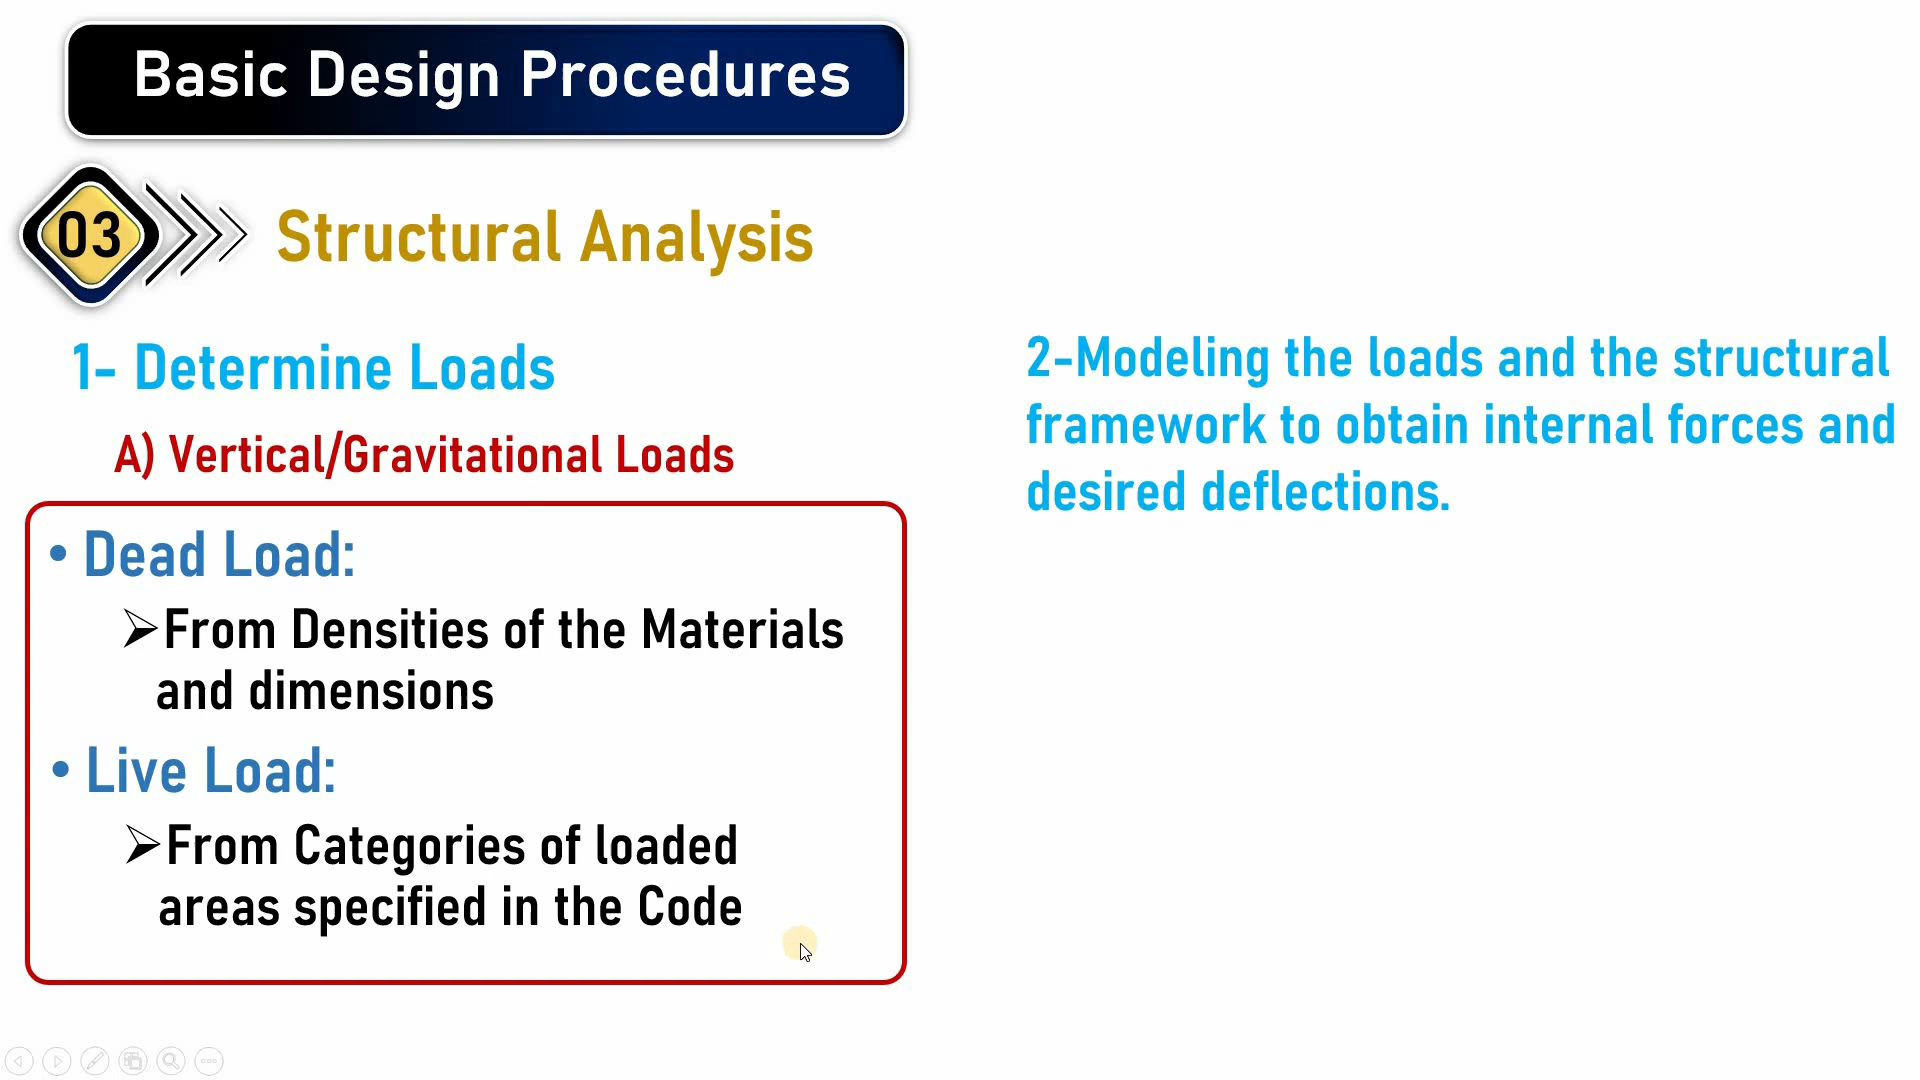 Basic Design Procedures
03
Structural Analysis
1- Determine Loads
A) Vertical/Gravitational Loads
• Dead Load:
➢From Densities of the Materials
and dimensions
• Live Load:
➢From Categories of loaded
areas specified in the Code
2-Modeling the loads and the structural
framework to obtain internal forces and
desired deflections.